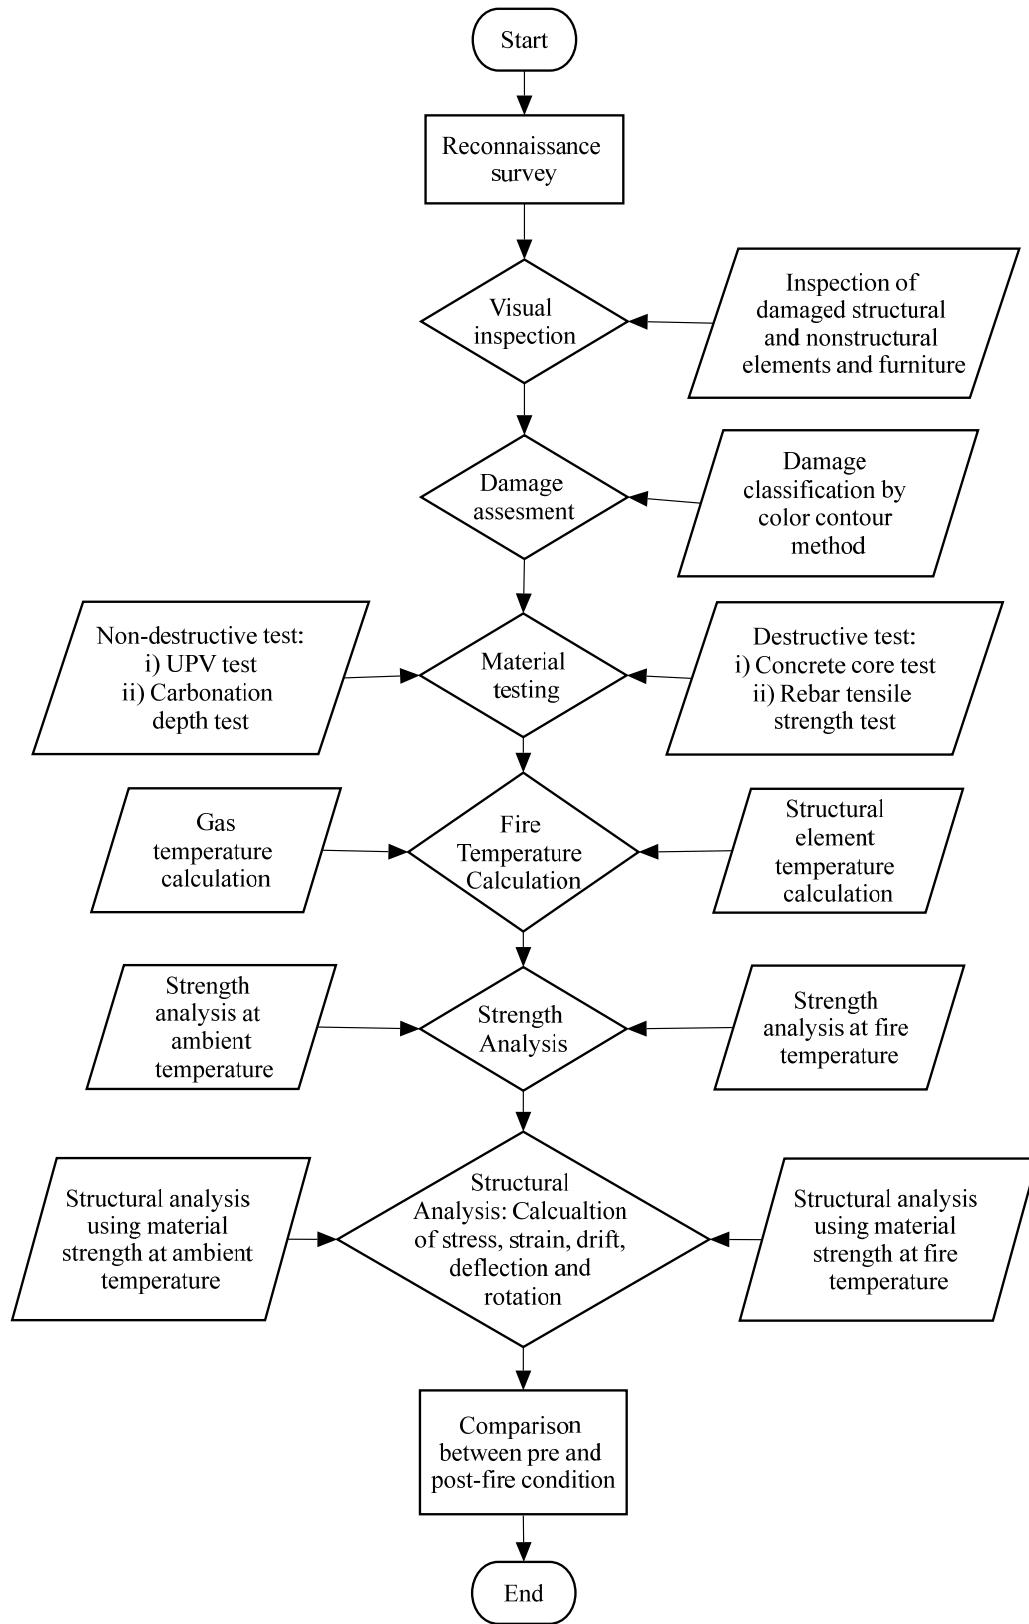 Start
Reconnaissance
survey
Visual
inspection
Inspection of
damaged structural
and nonstructural
elements and furniture
Damage
assesment
Damage
classification by
color contour
method
Non-destructive test:
i) UPV test
ii) Carbonation
depth test
Material
testing
Destructive test:
i) Concrete core test
ii) Rebar tensile
strength test
Gas
temperature
calculation
Fire
Temperature
Calculation
Structural
element
temperature
calculation
Strength
analysis at
ambient
temperature
Strength
Analysis
Strength
analysis at fire
temperature
Structural analysis
using material
strength at ambient
temperature
Structural
Analysis: Calcualtion
of stress, strain, drift,
deflection and
rotation
Structural analysis
using material
strength at fire
temperature
Comparison
between pre and
post-fire condition
End